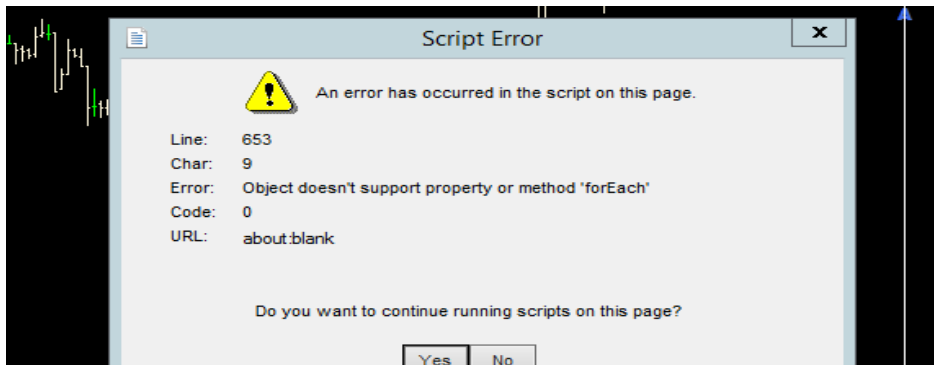 Script Error
x
An error has occurred in the script on this page.
Line: 653
Char: 9
Error: Object doesn't support property or method 'forEach'
Code: 0
URL: about:blank
Do you want to continue running scripts on this page?
Yes No